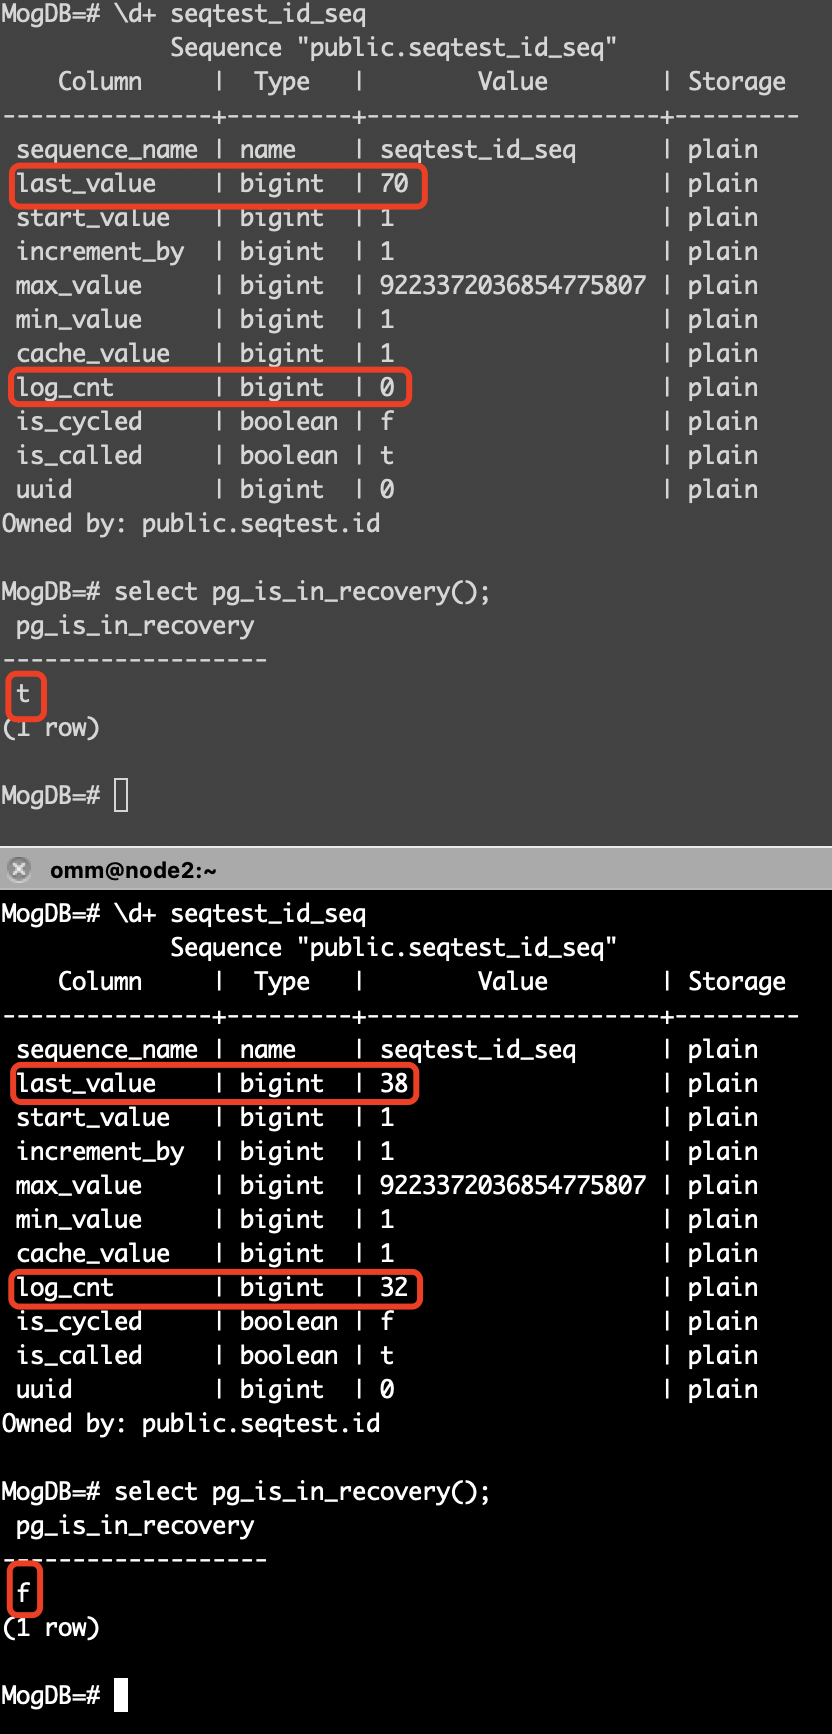 MogDB=# \d+ seqtest_id_seq
Sequence "public.seqtest_id_seq"
Column | Type | Value | Storage
---------------+---------+---------------------+---------
sequence_name | name | seqtest_id_seq | plain
last_value | bigint | 70 | plain
start_value | bigint | 1 | plain
increment_by | bigint | 1 | plain
max_value | bigint | 9223372036854775807 | plain
min_value | bigint | 1 | plain
cache_value | bigint | 1 | plain
log_cnt | bigint | 0 | plain
is_cycled | boolean | f | plain
is_called | boolean | t | plain
uuid | bigint | 0 | plain
Owned by: public.seqtest.id
MogDB=# select pg_is_in_recovery();
pg_is_in_recovery
-------------------
t
(1 row)
MogDB=#
omm@node2:~
MogDB=# \d+ seqtest_id_seq
Sequence "public.seqtest_id_seq"
Column | Type | Value | Storage
---------------+---------+---------------------+---------
sequence_name | name | seqtest_id_seq | plain
last_value | bigint | 38 | plain
start_value | bigint | 1 | plain
increment_by | bigint | 1 | plain
max_value | bigint | 9223372036854775807 | plain
min_value | bigint | 1 | plain
cache_value | bigint | 1 | plain
log_cnt | bigint | 32 | plain
is_cycled | boolean | f | plain
is_called | boolean | t | plain
uuid | bigint | 0 | plain
Owned by: public.seqtest.id
MogDB=# select pg_is_in_recovery();
pg_is_in_recovery
-------------------
f
(1 row)
MogDB=#